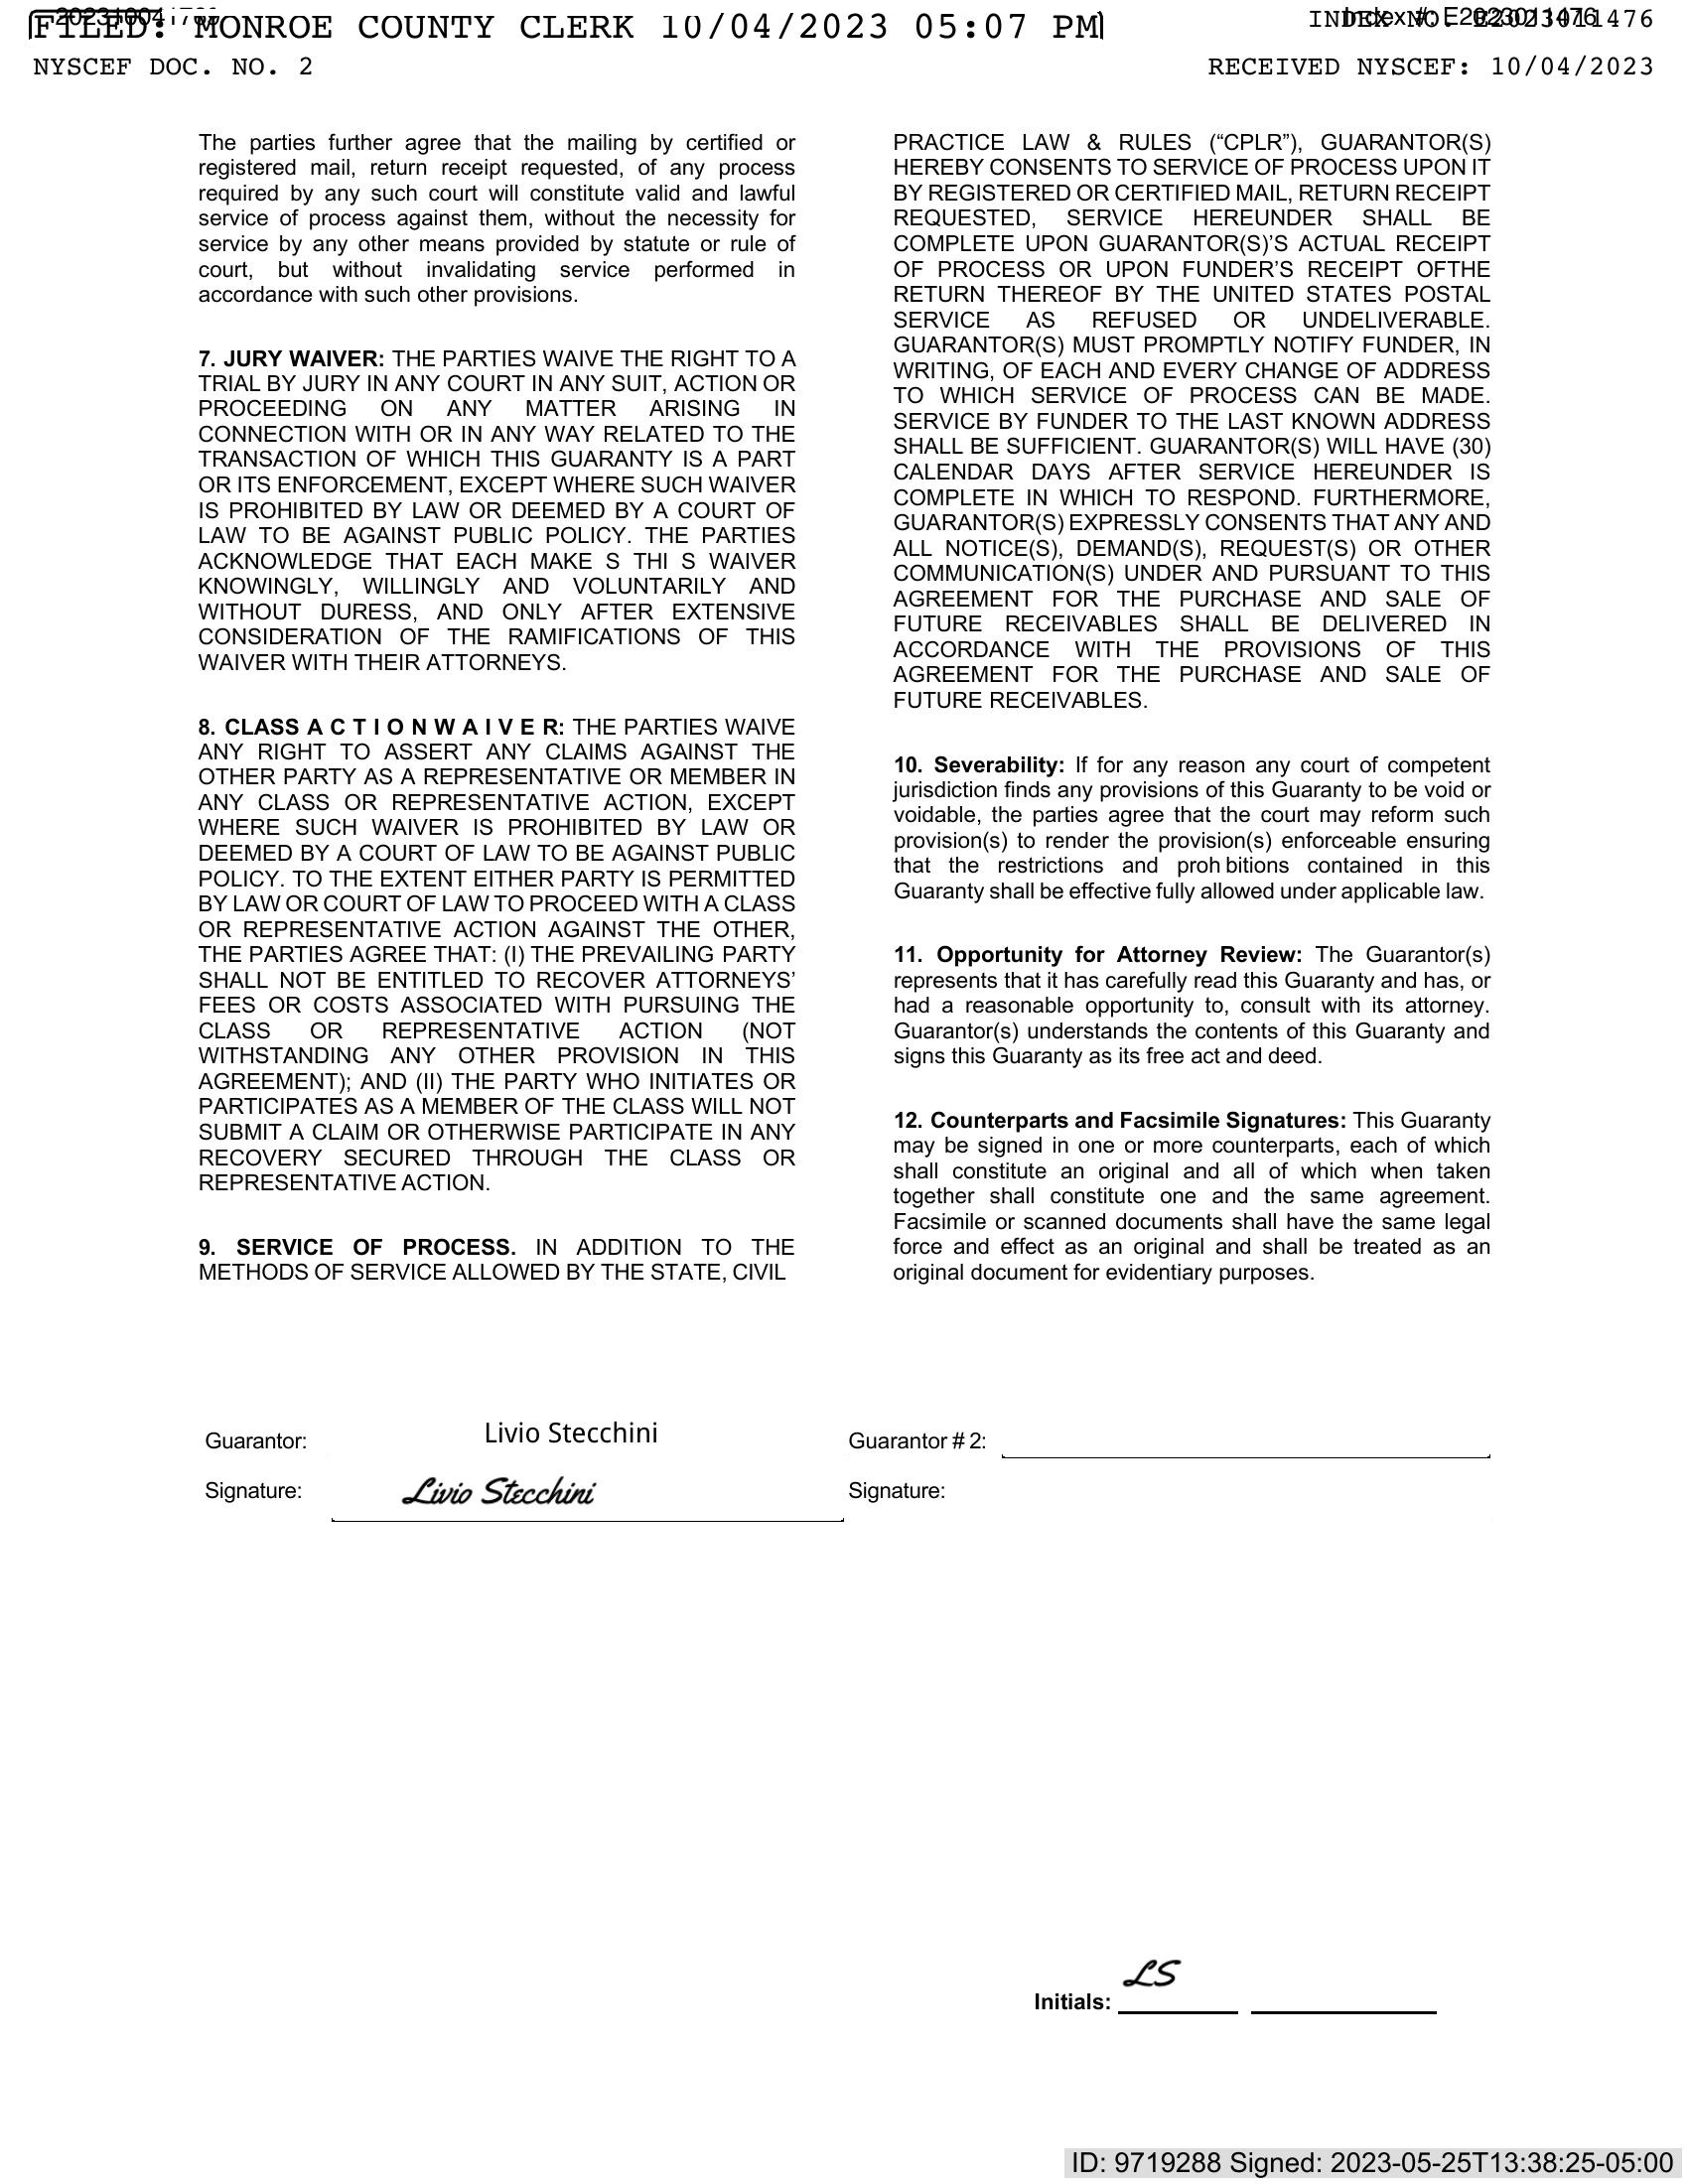 FILED: MONROE COUNTY CLERK 10/04/2023 05:07 PM
INDEX NO. E2023011476
Index #: E2023011476
NYSCEF DOC. NO. 2
RECEIVED NYSCEF: 10/04/2023
The parties further agree that the mailing by certified or
registered mail, return receipt requested, of any process
required by any such court will constitute valid and lawful
service of process against them, without the necessity for
service by any other means provided by statute or rule of
court, but without invalidating service performed in
accordance with such other provisions.
7. JURY WAIVER: THE PARTIES WAIVE THE RIGHT TO A
TRIAL BY JURY IN ANY COURT IN ANY SUIT, ACTION OR
PROCEEDING ON ANY MATTER ARISING IN
CONNECTION WITH OR IN ANY WAY RELATED TO THE
TRANSACTION OF WHICH THIS GUARANTY IS A PART
OR ITS ENFORCEMENT, EXCEPT WHERE SUCH WAIVER
IS PROHIBITED BY LAW OR DEEMED BY A COURT OF
LAW TO BE AGAINST PUBLIC POLICY. THE PARTIES
ACKNOWLEDGE THAT EACH MAKE S THI S WAIVER
KNOWINGLY, WILLINGLY AND VOLUNTARILY AND
WITHOUT DURESS, AND ONLY AFTER EXTENSIVE
CONSIDERATION OF THE RAMIFICATIONS OF THIS
WAIVER WITH THEIR ATTORNEYS.
8. CLASS A C T I O N W A I V E R: THE PARTIES WAIVE
ANY RIGHT TO ASSERT ANY CLAIMS AGAINST THE
OTHER PARTY AS A REPRESENTATIVE OR MEMBER IN
ANY CLASS OR REPRESENTATIVE ACTION, EXCEPT
WHERE SUCH WAIVER IS PROHIBITED BY LAW OR
DEEMED BY A COURT OF LAW TO BE AGAINST PUBLIC
POLICY. TO THE EXTENT EITHER PARTY IS PERMITTED
BY LAW OR COURT OF LAW TO PROCEED WITH A CLASS
OR REPRESENTATIVE ACTION AGAINST THE OTHER,
THE PARTIES AGREE THAT: (I) THE PREVAILING PARTY
SHALL NOT BE ENTITLED TO RECOVER ATTORNEYS’
FEES OR COSTS ASSOCIATED WITH PURSUING THE
CLASS OR REPRESENTATIVE ACTION (NOT
WITHSTANDING ANY OTHER PROVISION IN THIS
AGREEMENT); AND (II) THE PARTY WHO INITIATES OR
PARTICIPATES AS A MEMBER OF THE CLASS WILL NOT
SUBMIT A CLAIM OR OTHERWISE PARTICIPATE IN ANY
RECOVERY SECURED THROUGH THE CLASS OR
REPRESENTATIVE ACTION.
9. SERVICE OF PROCESS. IN ADDITION TO THE
METHODS OF SERVICE ALLOWED BY THE STATE, CIVIL
PRACTICE LAW & RULES (“CPLR”), GUARANTOR(S)
HEREBY CONSENTS TO SERVICE OF PROCESS UPON IT
BY REGISTERED OR CERTIFIED MAIL, RETURN RECEIPT
REQUESTED, SERVICE HEREUNDER SHALL BE
COMPLETE UPON GUARANTOR(S)’S ACTUAL RECEIPT
OF PROCESS OR UPON FUNDER’S RECEIPT OFTHE
RETURN THEREOF BY THE UNITED STATES POSTAL
SERVICE AS REFUSED OR UNDELIVERABLE.
GUARANTOR(S) MUST PROMPTLY NOTIFY FUNDER, IN
WRITING, OF EACH AND EVERY CHANGE OF ADDRESS
TO WHICH SERVICE OF PROCESS CAN BE MADE.
SERVICE BY FUNDER TO THE LAST KNOWN ADDRESS
SHALL BE SUFFICIENT. GUARANTOR(S) WILL HAVE (30)
CALENDAR DAYS AFTER SERVICE HEREUNDER IS
COMPLETE IN WHICH TO RESPOND. FURTHERMORE,
GUARANTOR(S) EXPRESSLY CONSENTS THAT ANY AND
ALL NOTICE(S), DEMAND(S), REQUEST(S) OR OTHER
COMMUNICATION(S) UNDER AND PURSUANT TO THIS
AGREEMENT FOR THE PURCHASE AND SALE OF
FUTURE RECEIVABLES SHALL BE DELIVERED IN
ACCORDANCE WITH THE PROVISIONS OF THIS
AGREEMENT FOR THE PURCHASE AND SALE OF
FUTURE RECEIVABLES.
10. Severability: If for any reason any court of competent
jurisdiction finds any provisions of this Guaranty to be void or
voidable, the parties agree that the court may reform such
provision(s) to render the provision(s) enforceable ensuring
that the restrictions and proh bitions contained in this
Guaranty shall be effective fully allowed under applicable law.
11. Opportunity for Attorney Review: The Guarantor(s)
represents that it has carefully read this Guaranty and has, or
had a reasonable opportunity to, consult with its attorney.
Guarantor(s) understands the contents of this Guaranty and
signs this Guaranty as its free act and deed.
12. Counterparts and Facsimile Signatures: This Guaranty
may be signed in one or more counterparts, each of which
shall constitute an original and all of which when taken
together shall constitute one and the same agreement.
Facsimile or scanned documents shall have the same legal
force and effect as an original and shall be treated as an
original document for evidentiary purposes.
Guarantor: Livio Stecchini
Guarantor # 2:
Signature: Livio Stecchini
Signature:
LS
Initials:
ID: 9719288 Signed: 2023-05-25T13:38:25-05:00